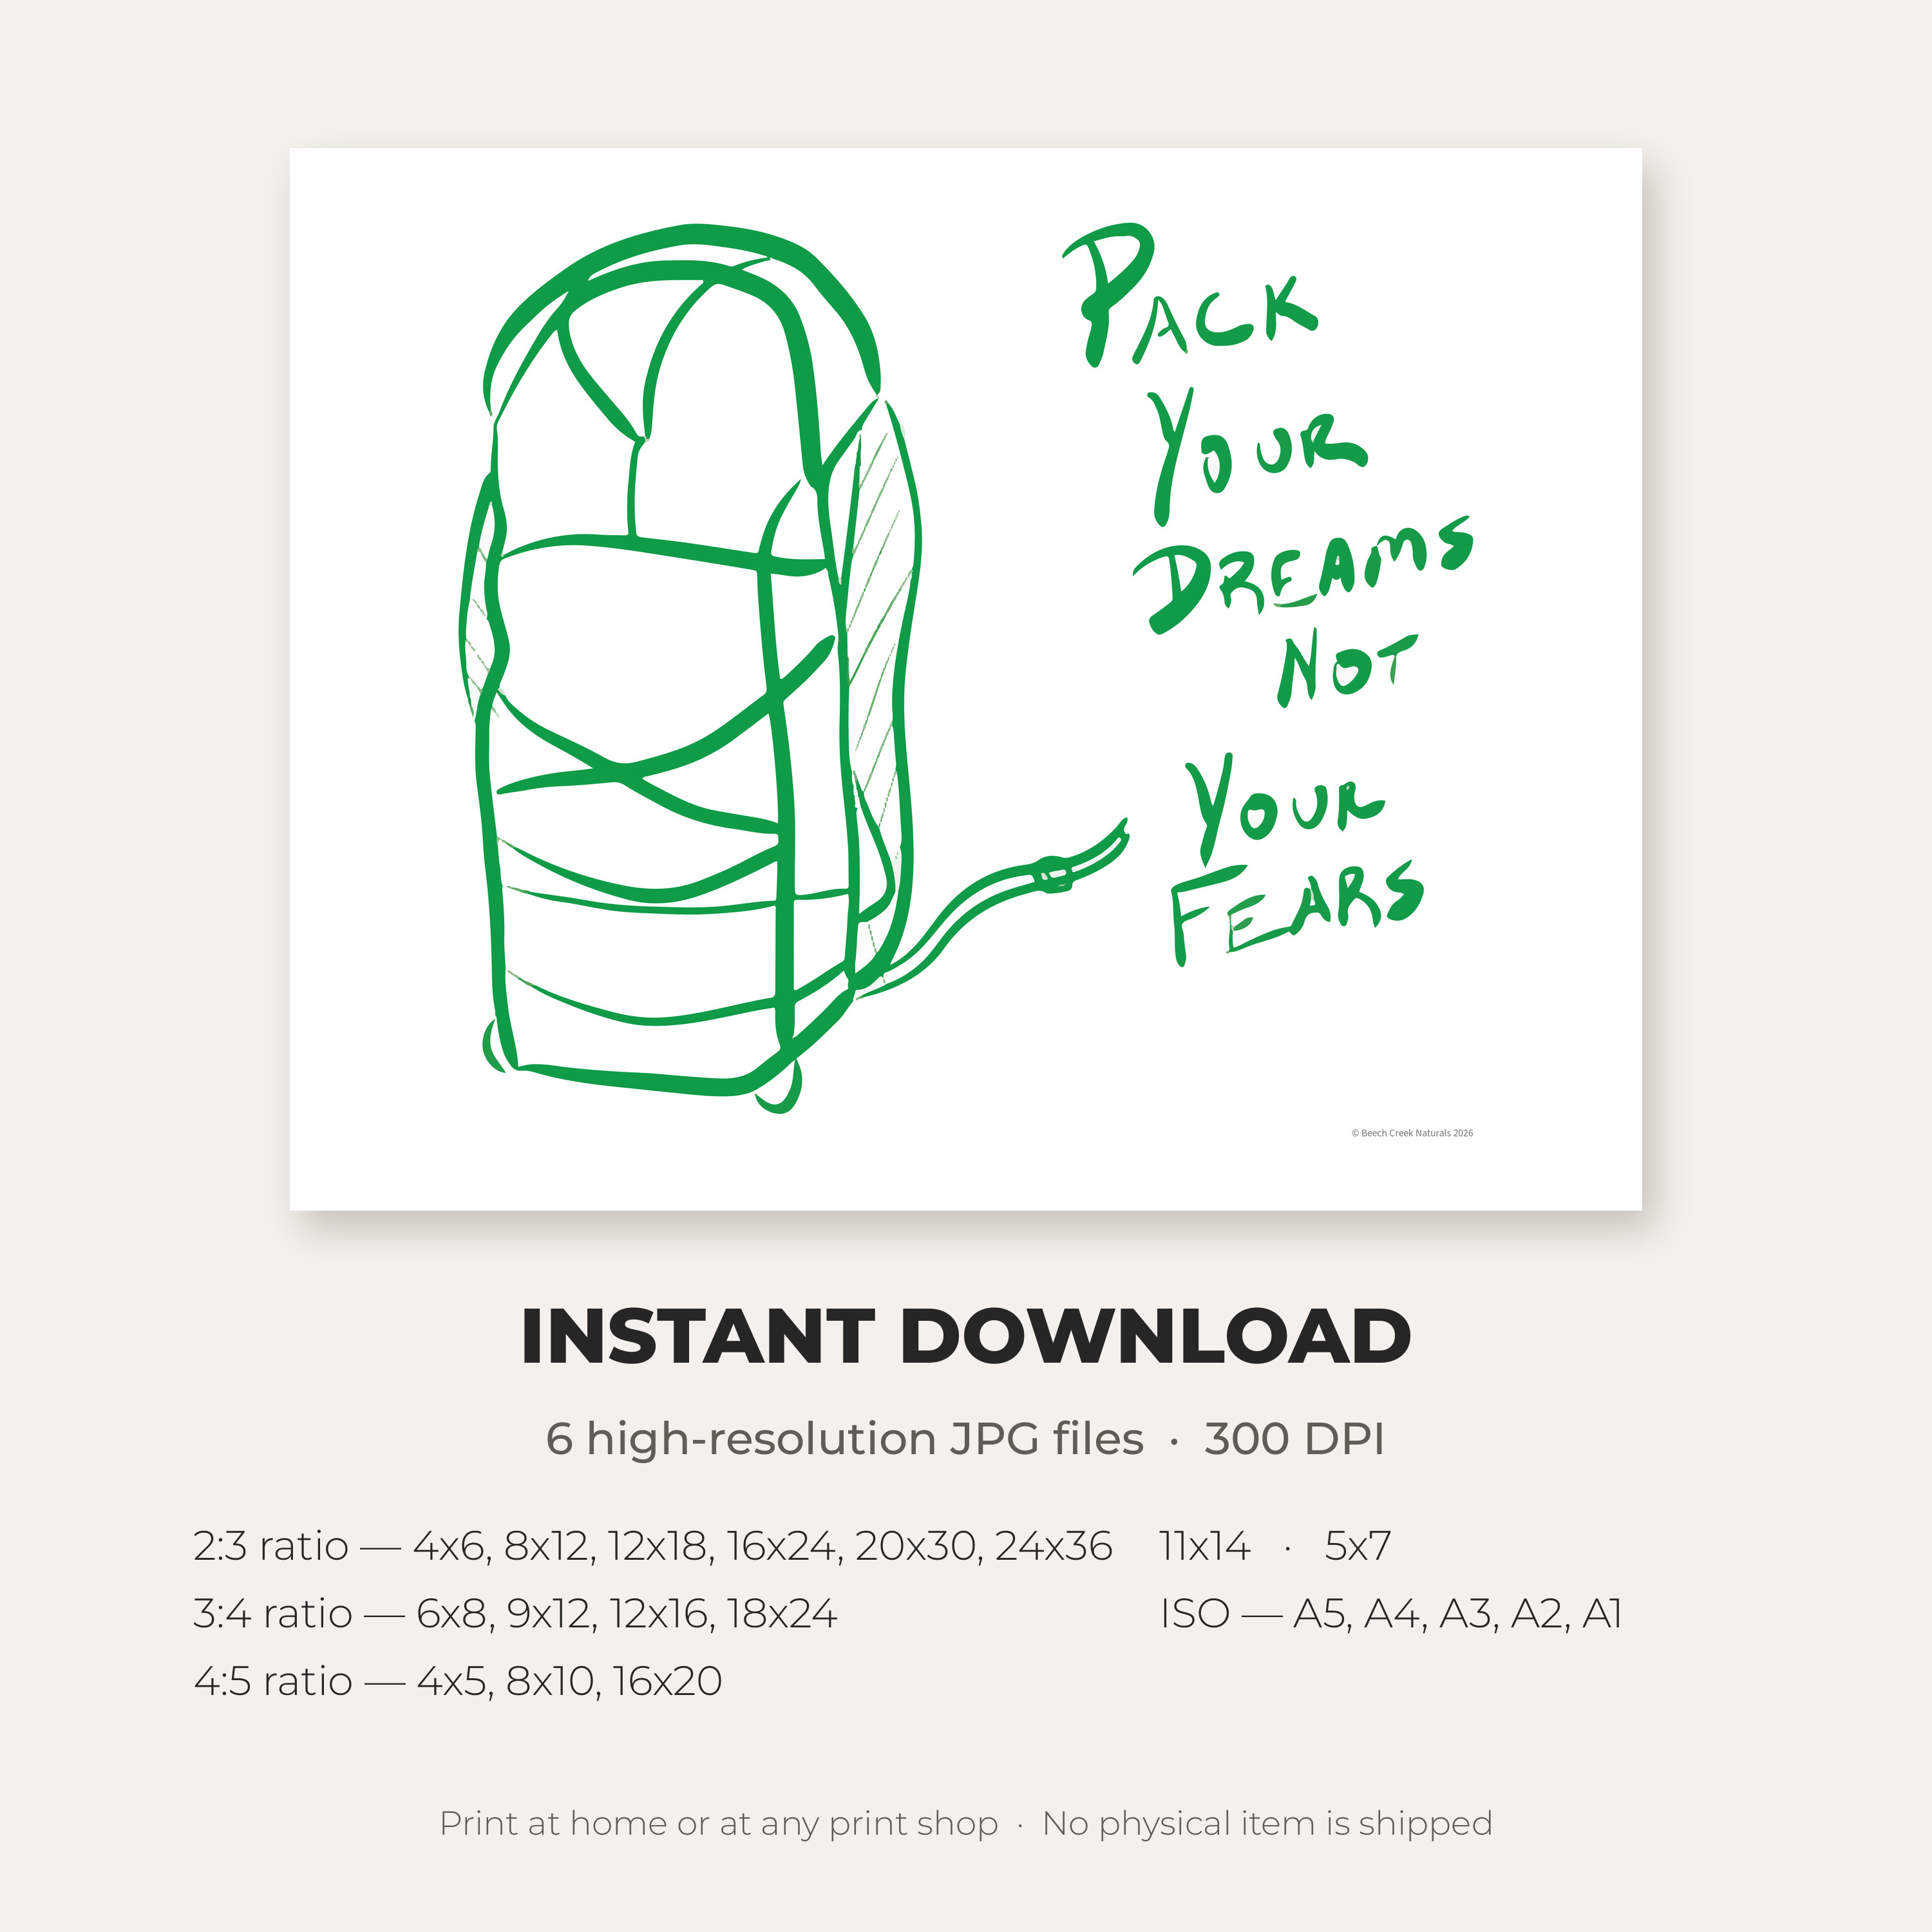 PACK
YOUR
DREAMS
NOT
YOUR
FEARS
© Beech Creek Naturals 2026
INSTANT DOWNLOAD
6 high-resolution JPG files · 300 DPI
2:3 ratio — 4x6, 8x12, 12x18, 16x24, 20x30, 24x36
3:4 ratio — 6x8, 9x12, 12x16, 18x24
4:5 ratio — 4x5, 8x10, 16x20
11x14 · 5x7
ISO — A5, A4, A3, A2, A1
Print at home or at any print shop · No physical item is shipped